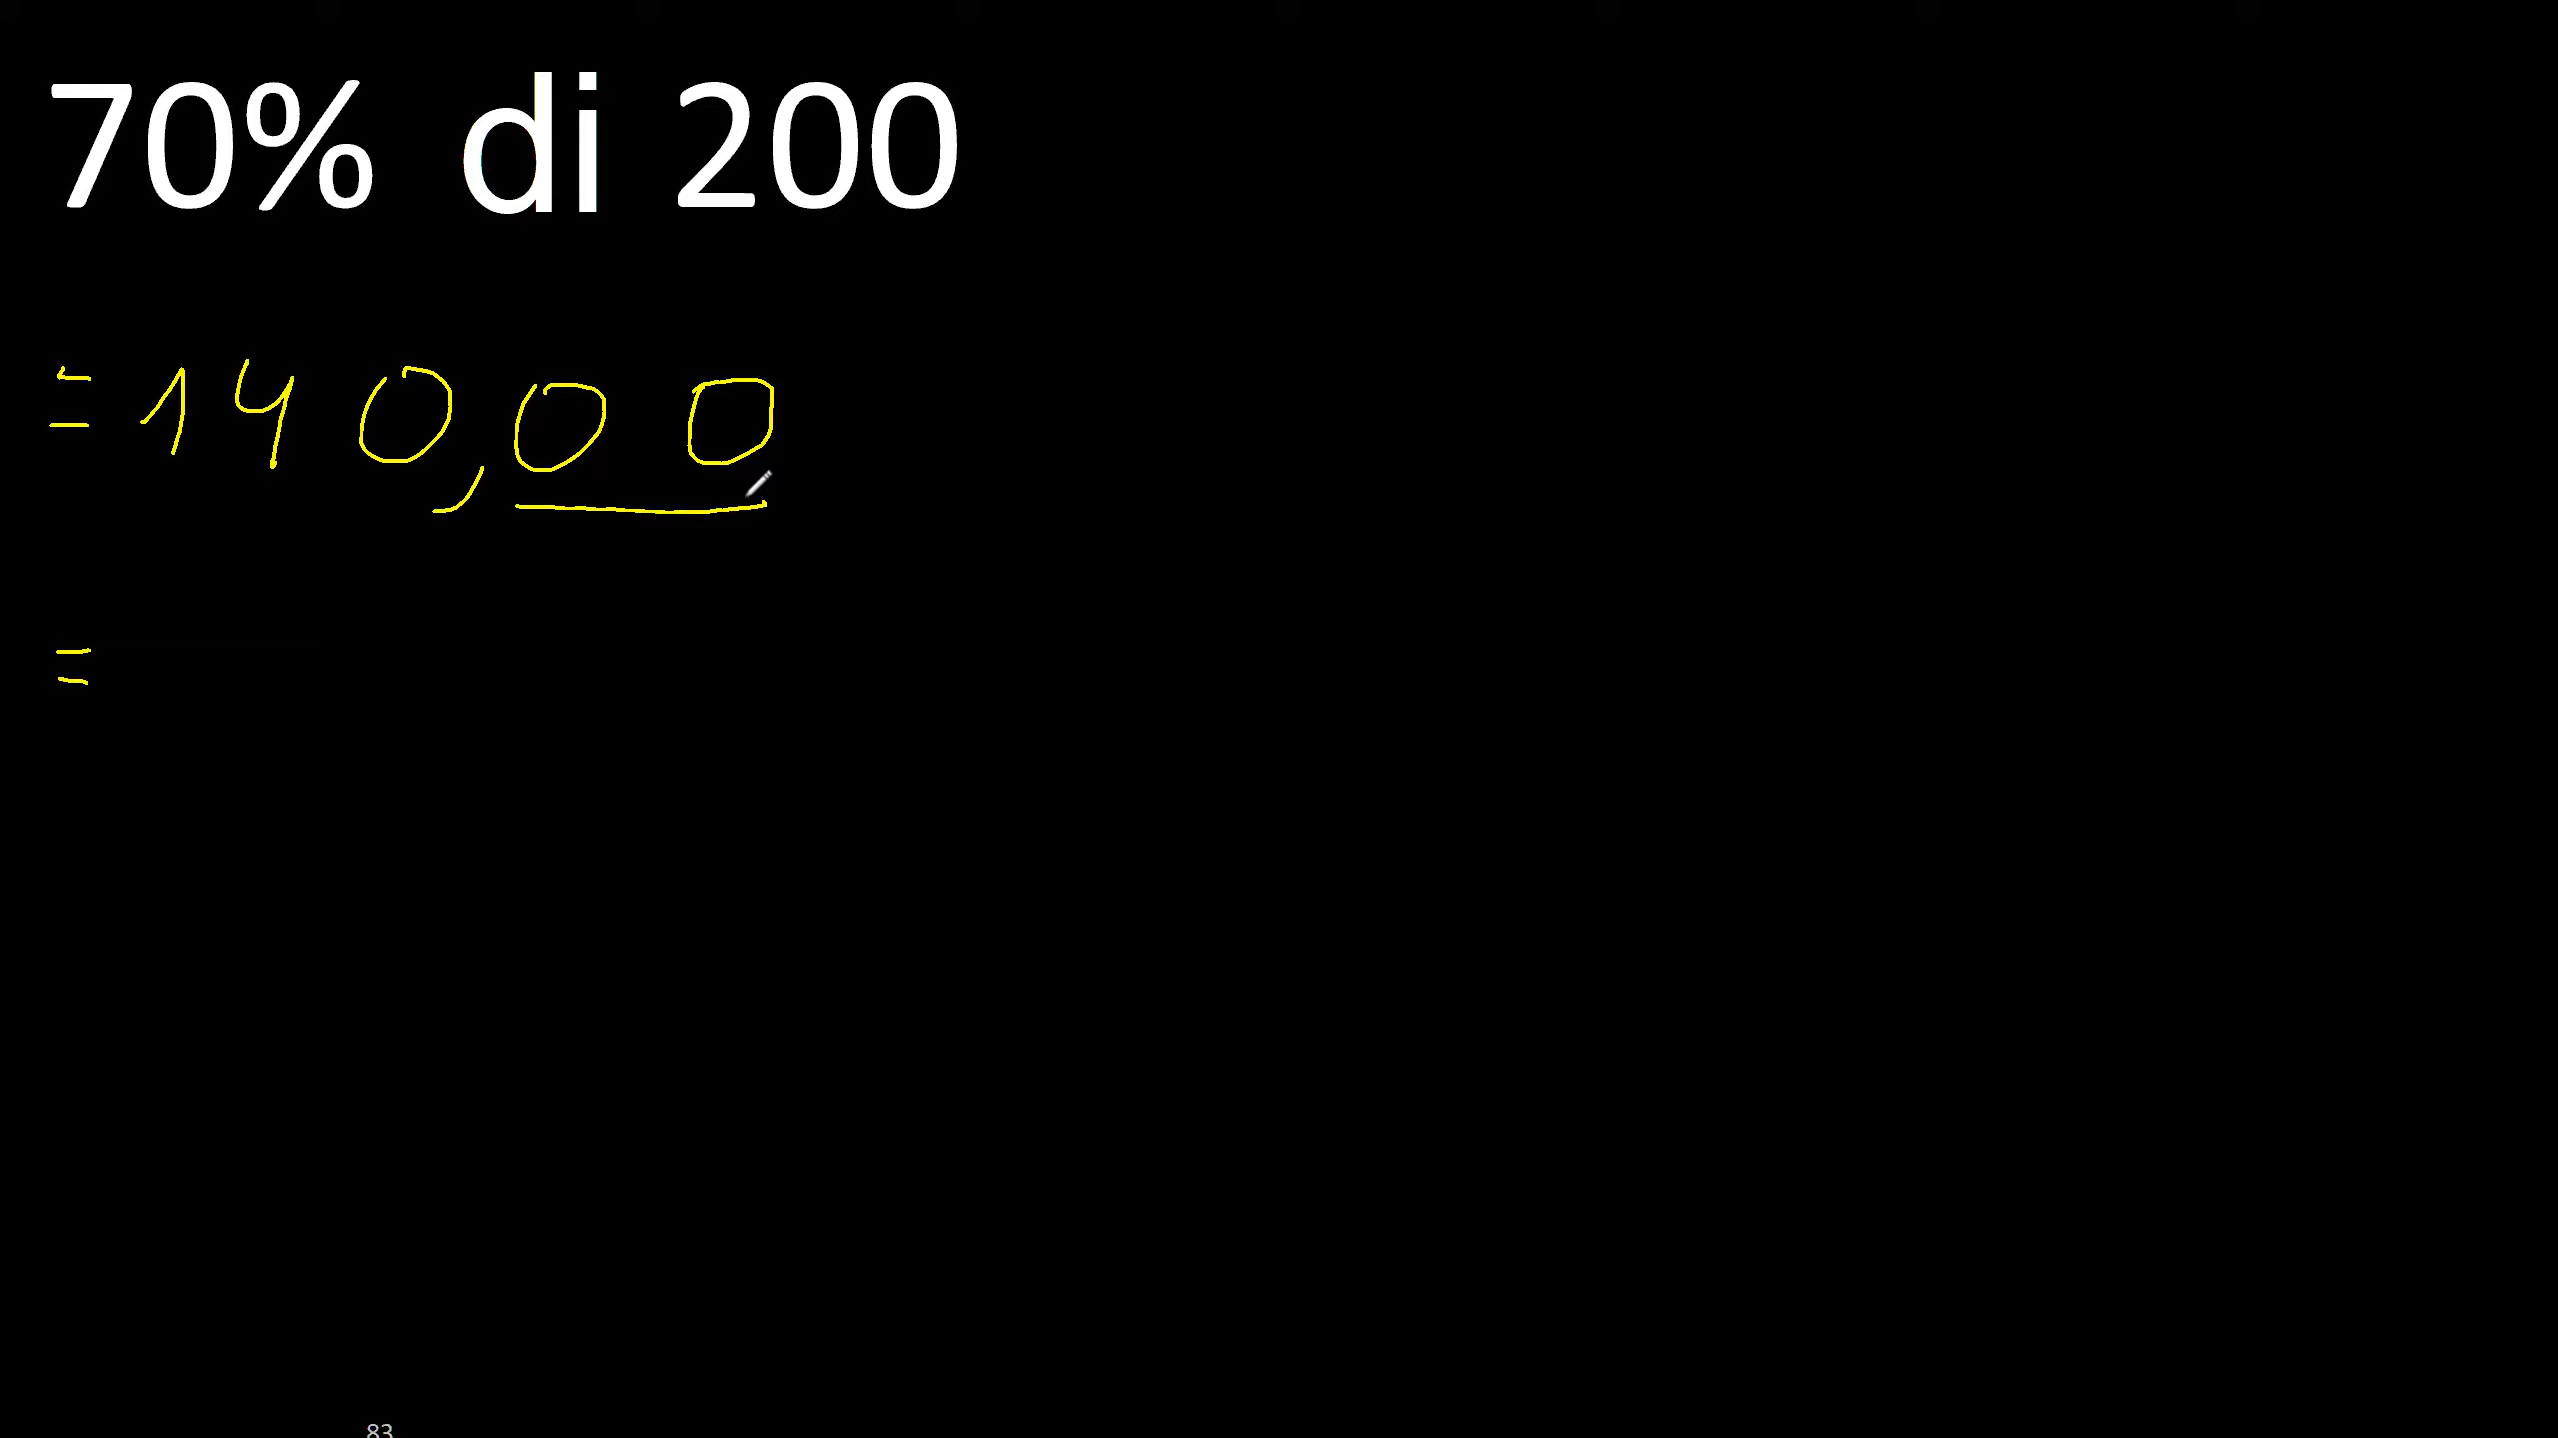 70% di 200
= 140,00
=
83